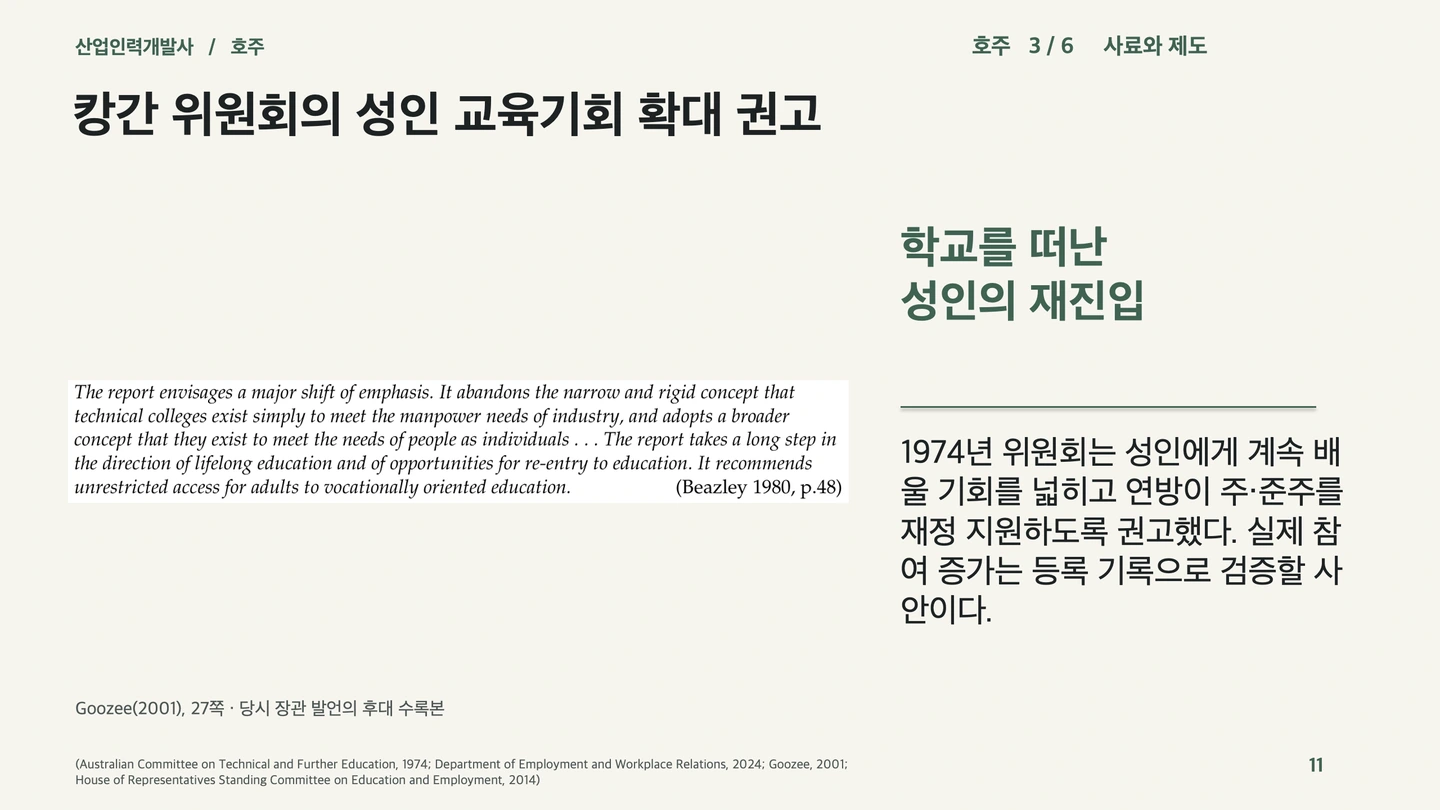 산업인력개발사 / 호주
호주 3 / 6 사료와 제도
캉간 위원회의 성인 교육기회 확대 권고
학교를 떠난
성인의 재진입
The report envisages a major shift of emphasis. It abandons the narrow and rigid concept that
technical colleges exist simply to meet the manpower needs of industry, and adopts a broader
concept that they exist to meet the needs of people as individuals . . . The report takes a long step in
the direction of lifelong education and of opportunities for re-entry to education. It recommends
unrestricted access for adults to vocationally oriented education. (Beazley 1980, p.48)
1974년 위원회는 성인에게 계속 배
울 기회를 넓히고 연방이 주·준주를
재정 지원하도록 권고했다. 실제 참
여 증가는 등록 기록으로 검증할 사
안이다.
Goozee(2001), 27쪽 · 당시 장관 발언의 후대 수록본
(Australian Committee on Technical and Further Education, 1974; Department of Employment and Workplace Relations, 2024; Goozee, 2001;
House of Representatives Standing Committee on Education and Employment, 2014)
11